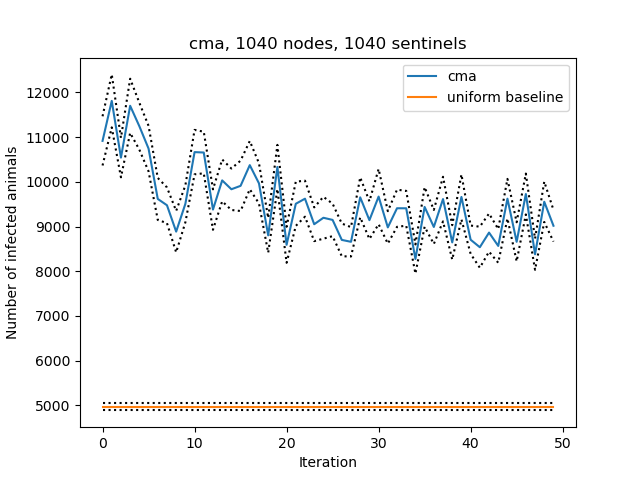 cma, 1040 nodes, 1040 sentinels
cma
uniform baseline
Number of infected animals
12000
11000
10000
9000
8000
7000
6000
5000
0 10 20 30 40 50
Iteration